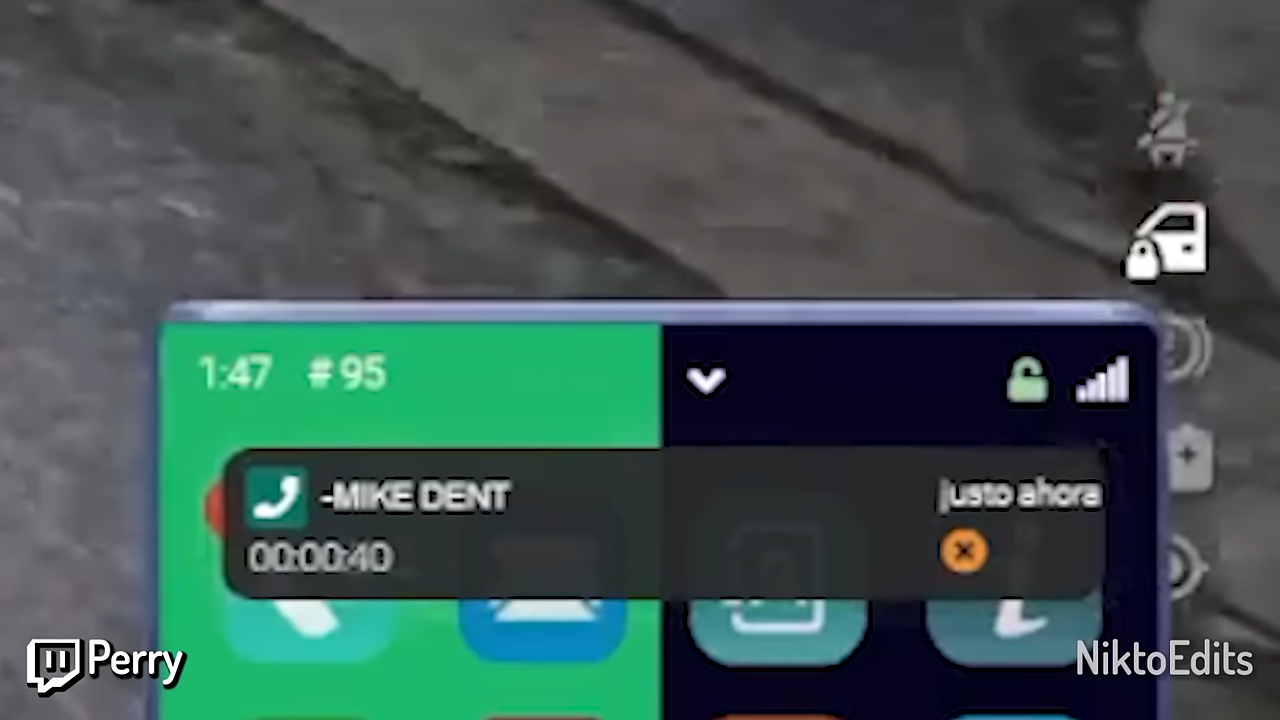 1:47 #95
-MIKE DENT justo ahora
00:00:40
Perry
NiktoEdits